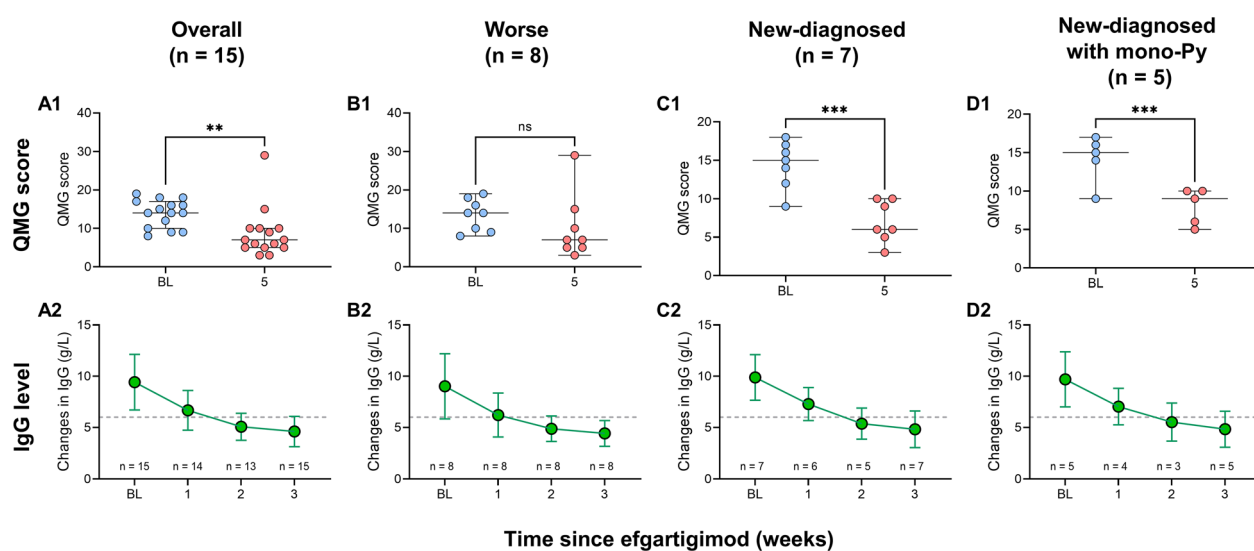 Overall
(n = 15)
Worse
(n = 8)
New-diagnosed
(n = 7)
New-diagnosed
with mono-Py
(n = 5)
QMG score
A1
QMG score
40
30
20
10
0
**
BL
5
B1
QMG score
40
30
20
10
0
ns
BL
5
C1
QMG score
20
15
10
5
0
***
BL
5
D1
QMG score
20
15
10
5
0
***
BL
5
IgG level
A2
Changes in IgG (g/L)
15
10
5
0
n = 15
n = 14
n = 13
n = 15
BL
1
2
3
B2
Changes in IgG (g/L)
15
10
5
0
n = 8
n = 8
n = 8
n = 8
BL
1
2
3
C2
Changes in IgG (g/L)
15
10
5
0
n = 7
n = 6
n = 5
n = 7
BL
1
2
3
D2
Changes in IgG (g/L)
15
10
5
0
n = 5
n = 4
n = 3
n = 5
BL
1
2
3
Time since efgartigimod (weeks)